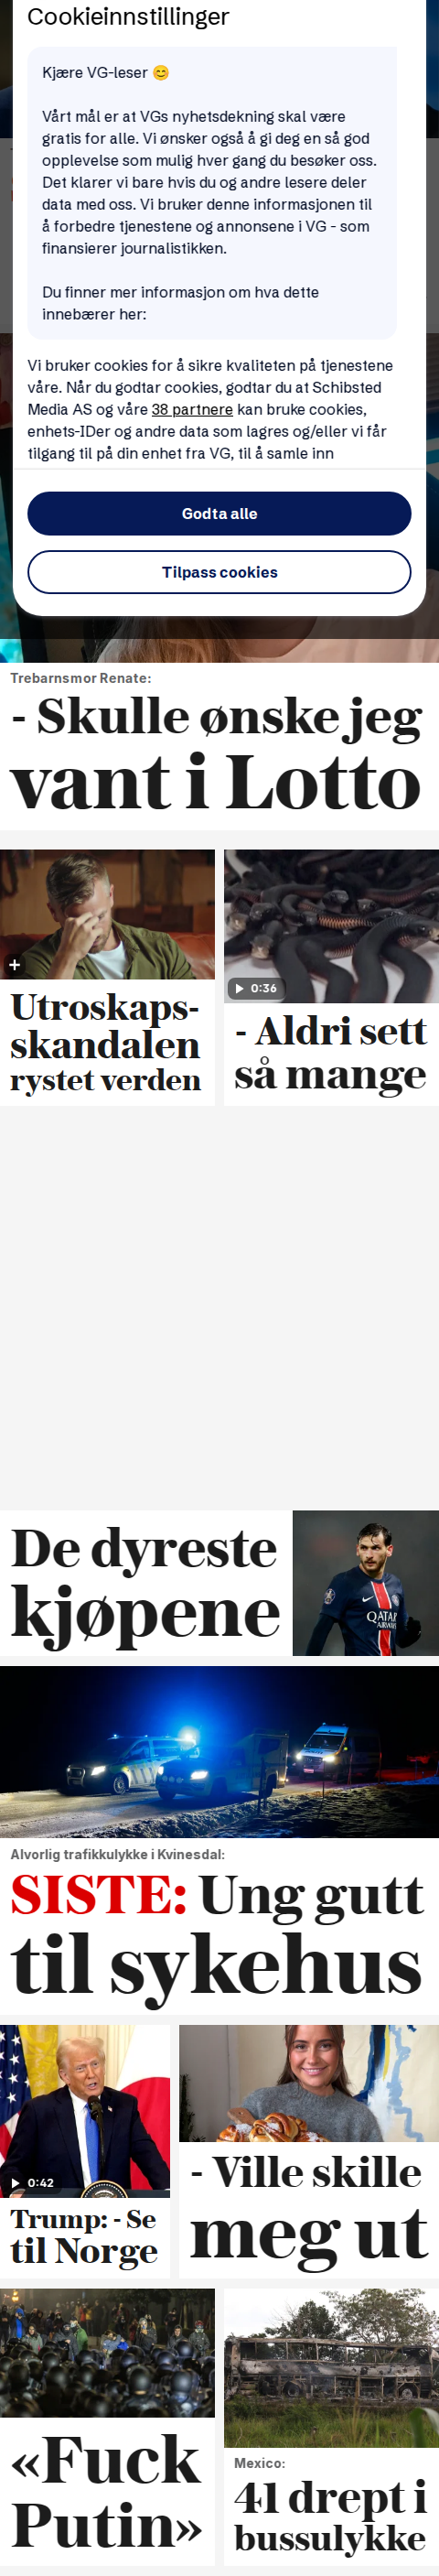 Cookieinnstillinger
Kjære VG-leser 😊
Vårt mål er at VGs nyhetsdekning skal være
gratis for alle. Vi ønsker også å gi deg en så god
opplevelse som mulig hver gang du besøker oss.
Det klarer vi bare hvis du og andre lesere deler
data med oss. Vi bruker denne informasjonen til
å forbedre tjenestene og annonsene i VG - som
finansierer journalistikken.
Du finner mer informasjon om hva dette
innebærer her:
Vi bruker cookies for å sikre kvaliteten på tjenestene
våre. Når du godtar cookies, godtar du at Schibsted
Media AS og våre 38 partnere kan bruke cookies,
enhets-IDer og andre data som lagres og/eller vi får
tilgang til på din enhet fra VG, til å samle inn
Godta alle
Tilpass cookies
Trebarnsmor Renate:
- Skulle ønske jeg
vant i Lotto
Utroskaps-
skandalen
rystet verden
0:36
- Aldri sett
så mange
De dyreste
kjøpene
QATAR
AIRWAYS
Alvorlig trafikkulykke i Kvinesdal:
SISTE: Ung gutt
til sykehus
0:42
Trump: - Se
til Norge
- Ville skille
meg ut
«Fuck
Putin»
Mexico:
41 drept i
bussulykke